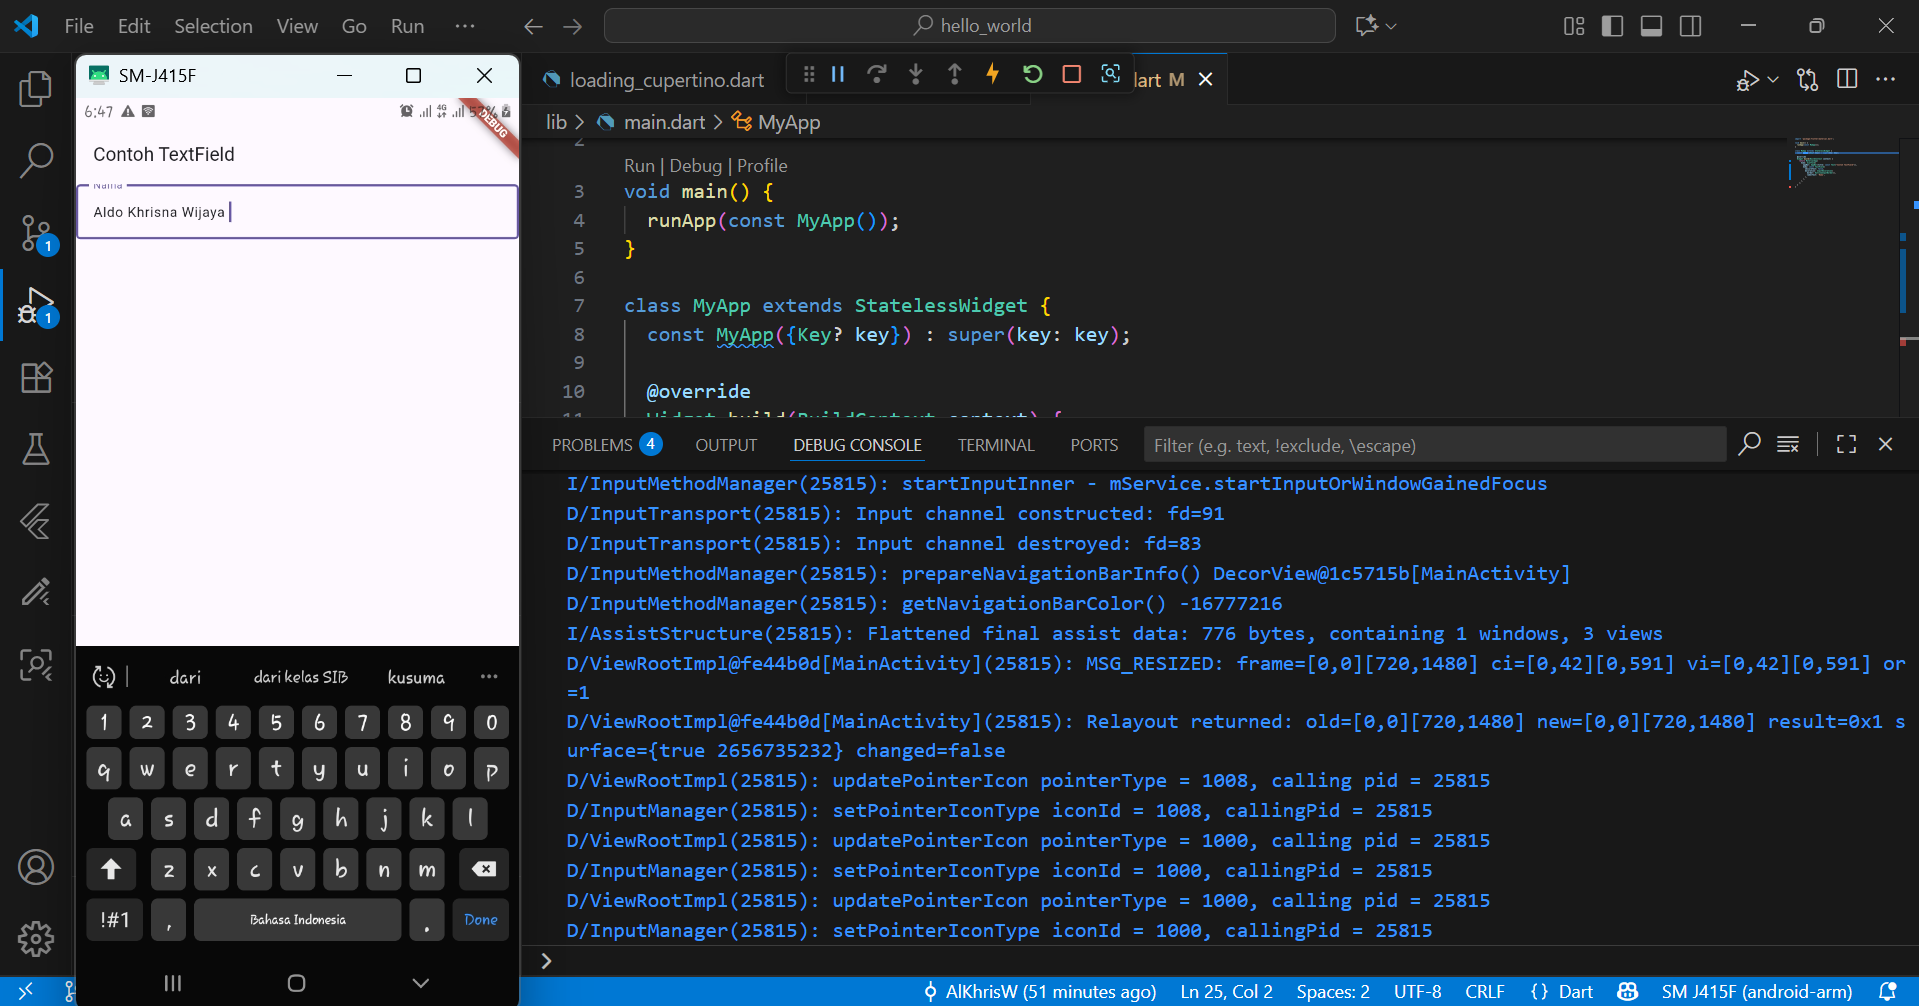 File Edit Selection View Go Run ...
hello_world
SM-J415F
6:47
4G
57%
DEBUG
Contoh TextField
Nama
Aldo Khrisna Wijaya
dari dari kelas SIB kusuma ...
1 2 3 4 5 6 7 8 9 0
q w e r t y u i o p
a s d f g h j k l
z x c v b n m
!#1 , Bahasa Indonesia . Done
1
1
loading_cupertino.dart
dart M
lib > main.dart > MyApp
2
Run | Debug | Profile
3 void main() {
4 runApp(const MyApp());
5 }
6
7 class MyApp extends StatelessWidget {
8 const MyApp({Key? key}) : super(key: key);
9
10 @override
11 Widget build(BuildContext context) {
PROBLEMS 4 OUTPUT DEBUG CONSOLE TERMINAL PORTS Filter (e.g. text, !exclude, \escape)
I/InputMethodManager(25815): startInputInner - mService.startInputOrWindowGainedFocus
D/InputTransport(25815): Input channel constructed: fd=91
D/InputTransport(25815): Input channel destroyed: fd=83
D/InputMethodManager(25815): prepareNavigationBarInfo() DecorView@1c5715b[MainActivity]
D/InputMethodManager(25815): getNavigationBarColor() -16777216
I/AssistStructure(25815): Flattened final assist data: 776 bytes, containing 1 windows, 3 views
D/ViewRootImpl@fe44b0d[MainActivity](25815): MSG_RESIZED: frame=[0,0][720,1480] ci=[0,42][0,591] vi=[0,42][0,591] or
=1
D/ViewRootImpl@fe44b0d[MainActivity](25815): Relayout returned: old=[0,0][720,1480] new=[0,0][720,1480] result=0x1 s
urface={true 2656735232} changed=false
D/ViewRootImpl(25815): updatePointerIcon pointerType = 1008, calling pid = 25815
D/InputManager(25815): setPointerIconType iconId = 1008, callingPid = 25815
D/ViewRootImpl(25815): updatePointerIcon pointerType = 1000, calling pid = 25815
D/InputManager(25815): setPointerIconType iconId = 1000, callingPid = 25815
D/ViewRootImpl(25815): updatePointerIcon pointerType = 1000, calling pid = 25815
D/InputManager(25815): setPointerIconType iconId = 1000, callingPid = 25815
>
AlKhrisW (51 minutes ago) Ln 25, Col 2 Spaces: 2 UTF-8 CRLF {} Dart SM J415F (android-arm)